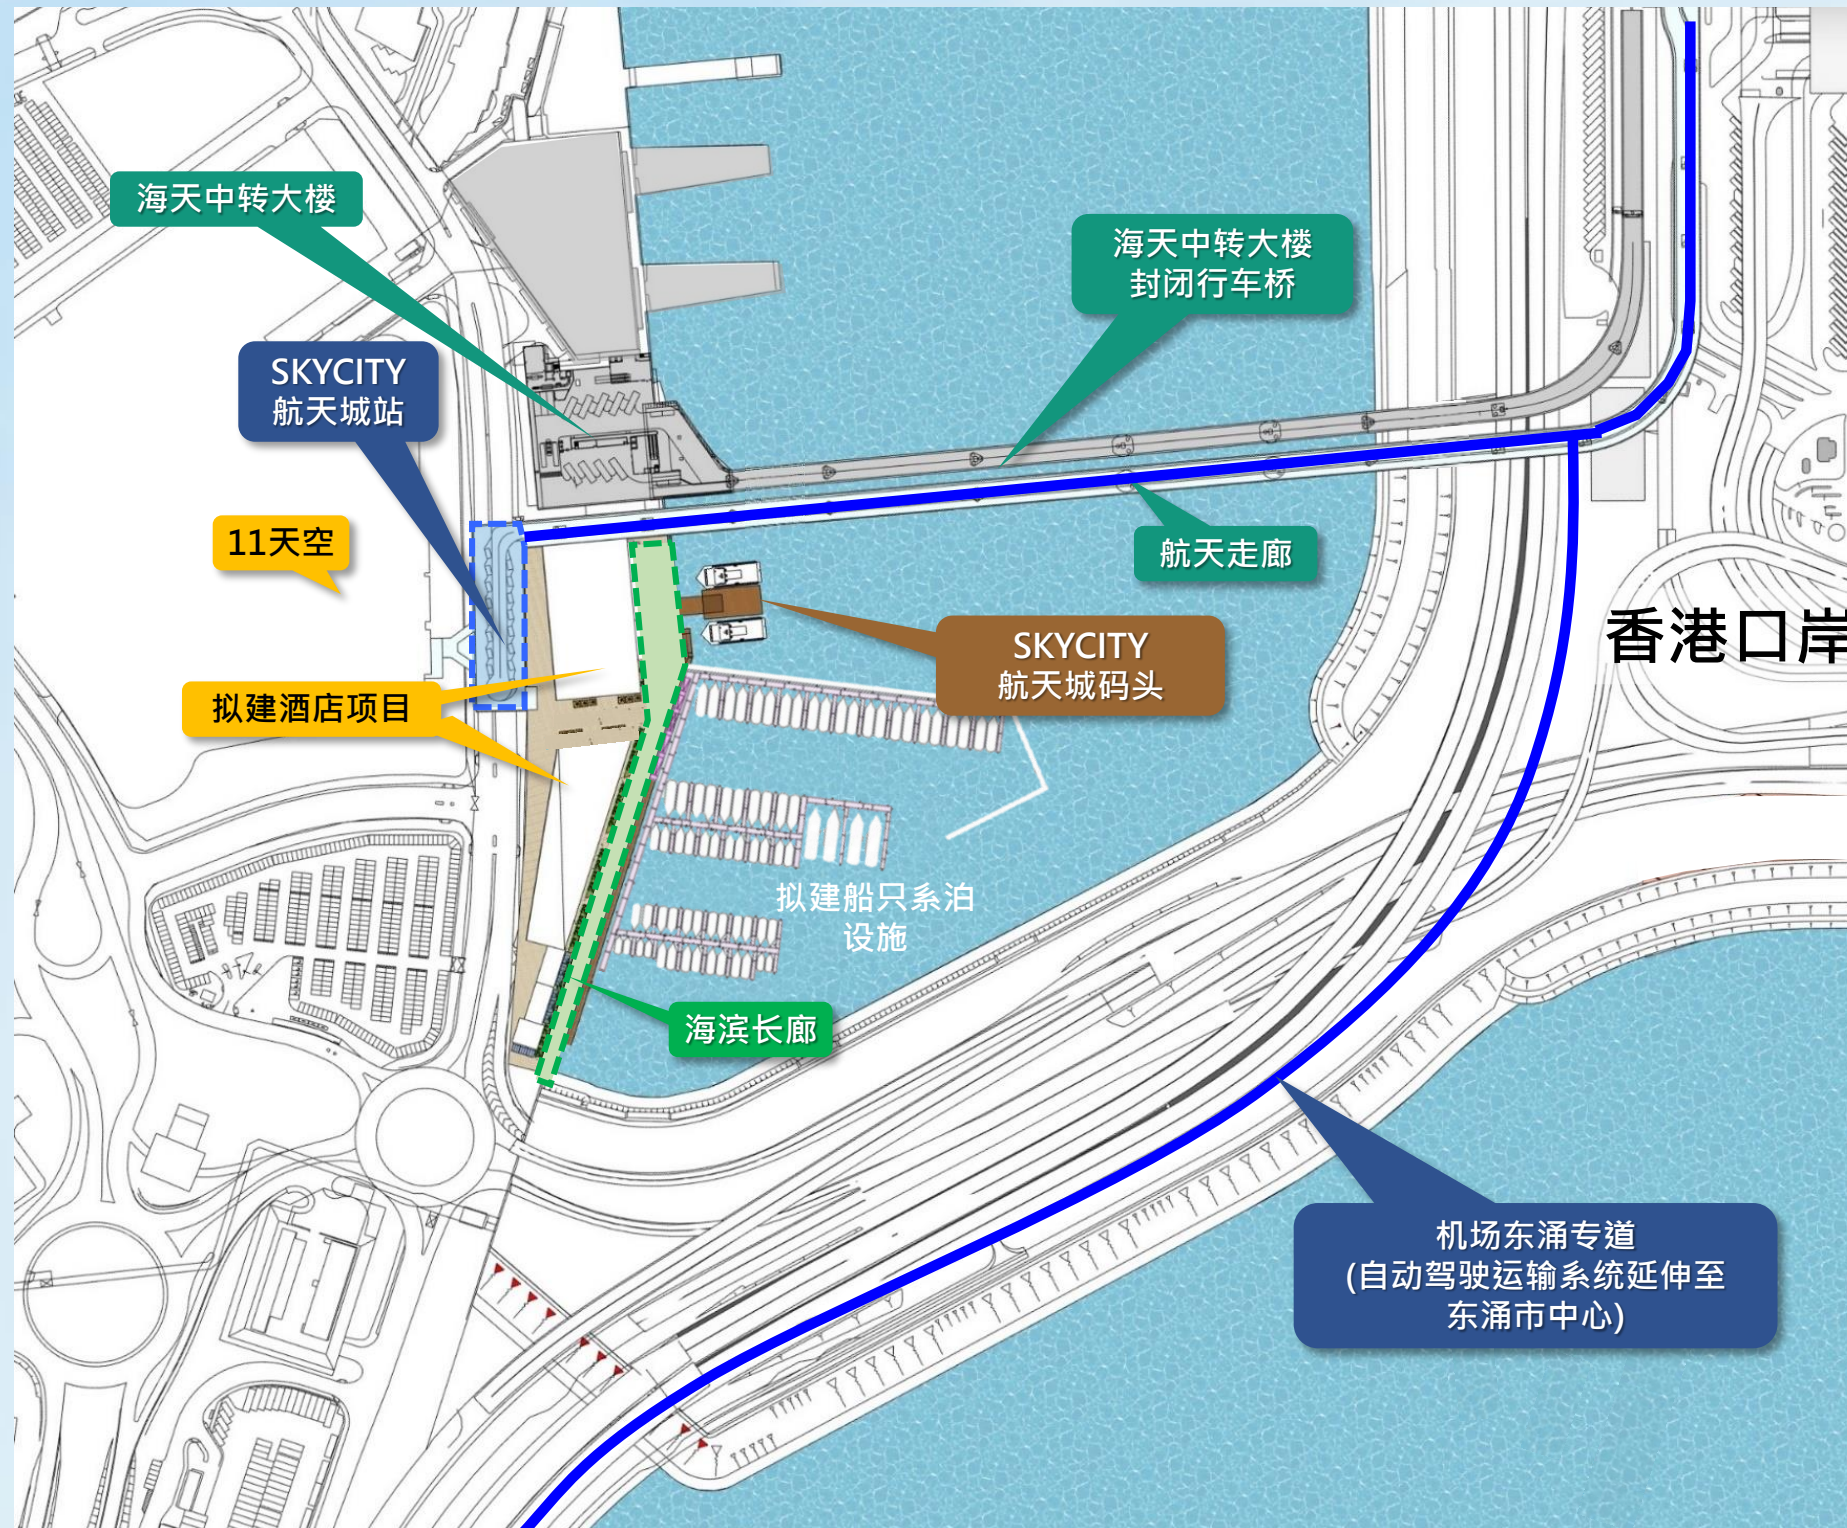 海天中转大楼
海天中转大楼
封闭行车桥
SKYCITY
航天城站
11天空
航天走廊
香港口岸
SKYCITY
航天城码头
拟建酒店项目
拟建船只系泊
设施
海滨长廊
机场东涌专道
(自动驾驶运输系统延伸至
东涌市中心)